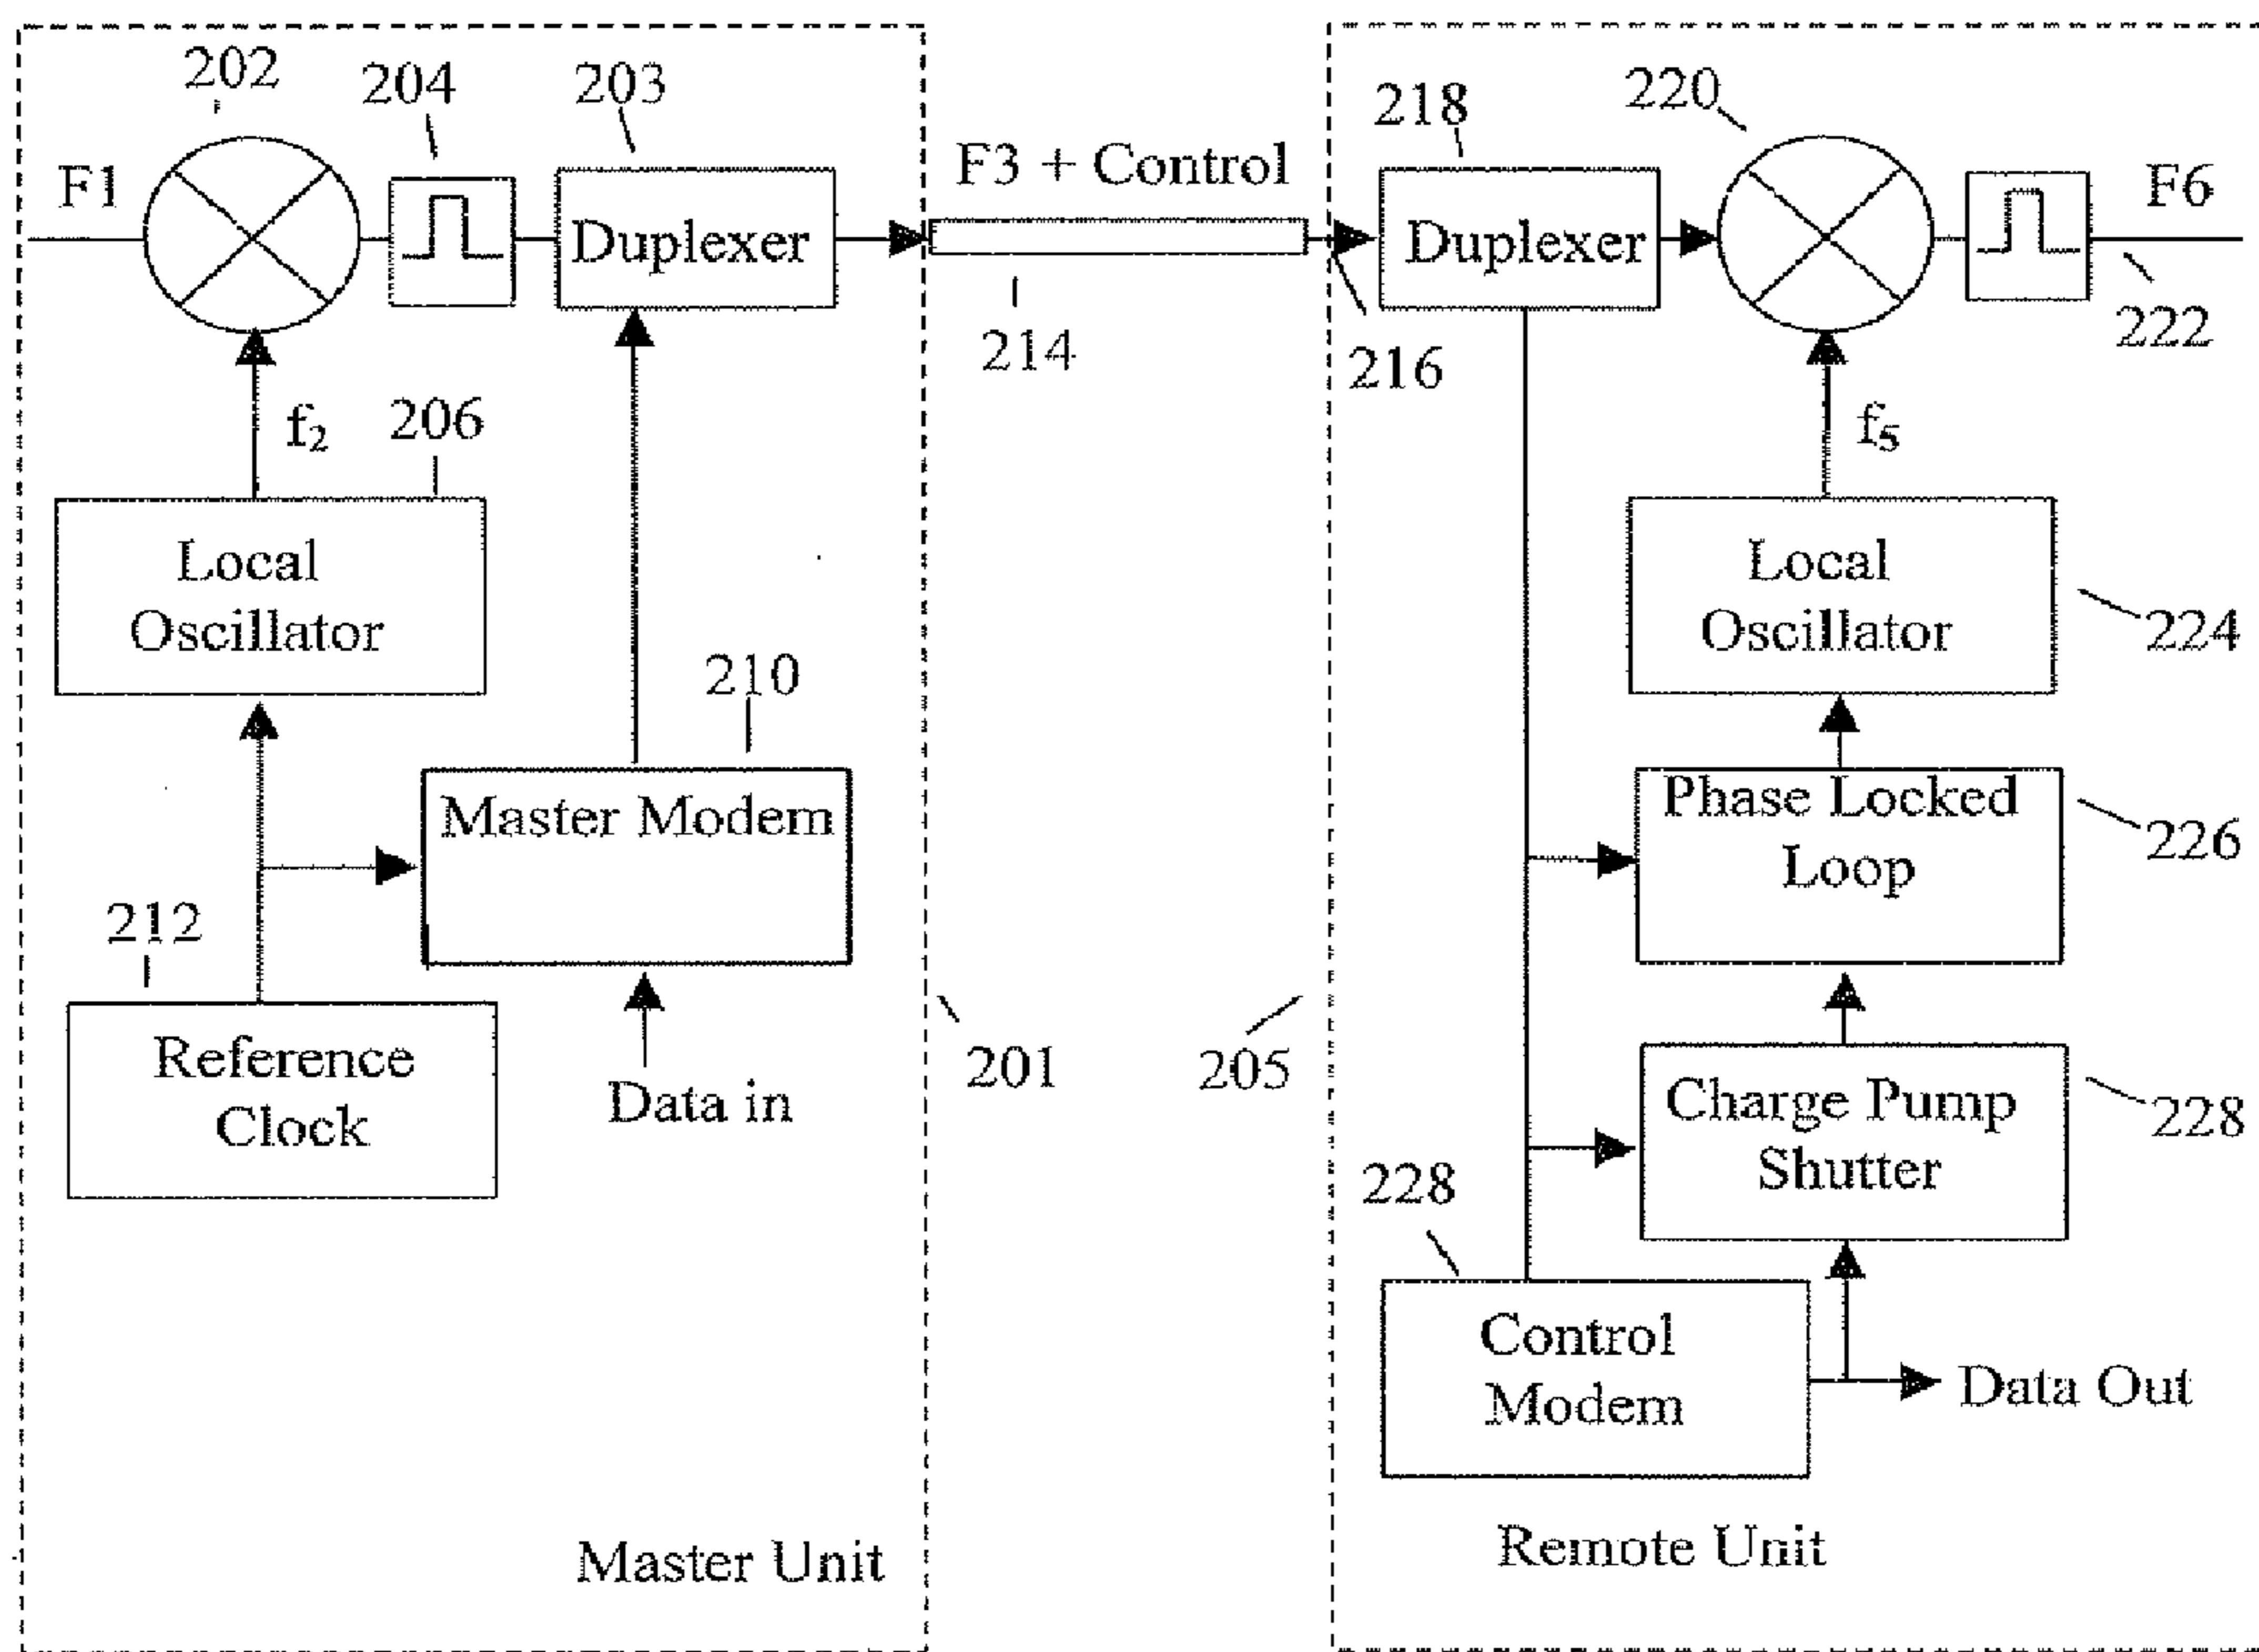 202
204
203
F1
Duplexer
F3 + Control
214
218
220
Duplexer
F6
216
222
f2
206
Local
Oscillator
f5
Local
Oscillator
224
210
Master Modem
Phase Locked
Loop
226
212
Reference
Clock
Data in
201
205
Charge Pump
Shutter
228
228
Control
Modem
Data Out
Master Unit
Remote Unit